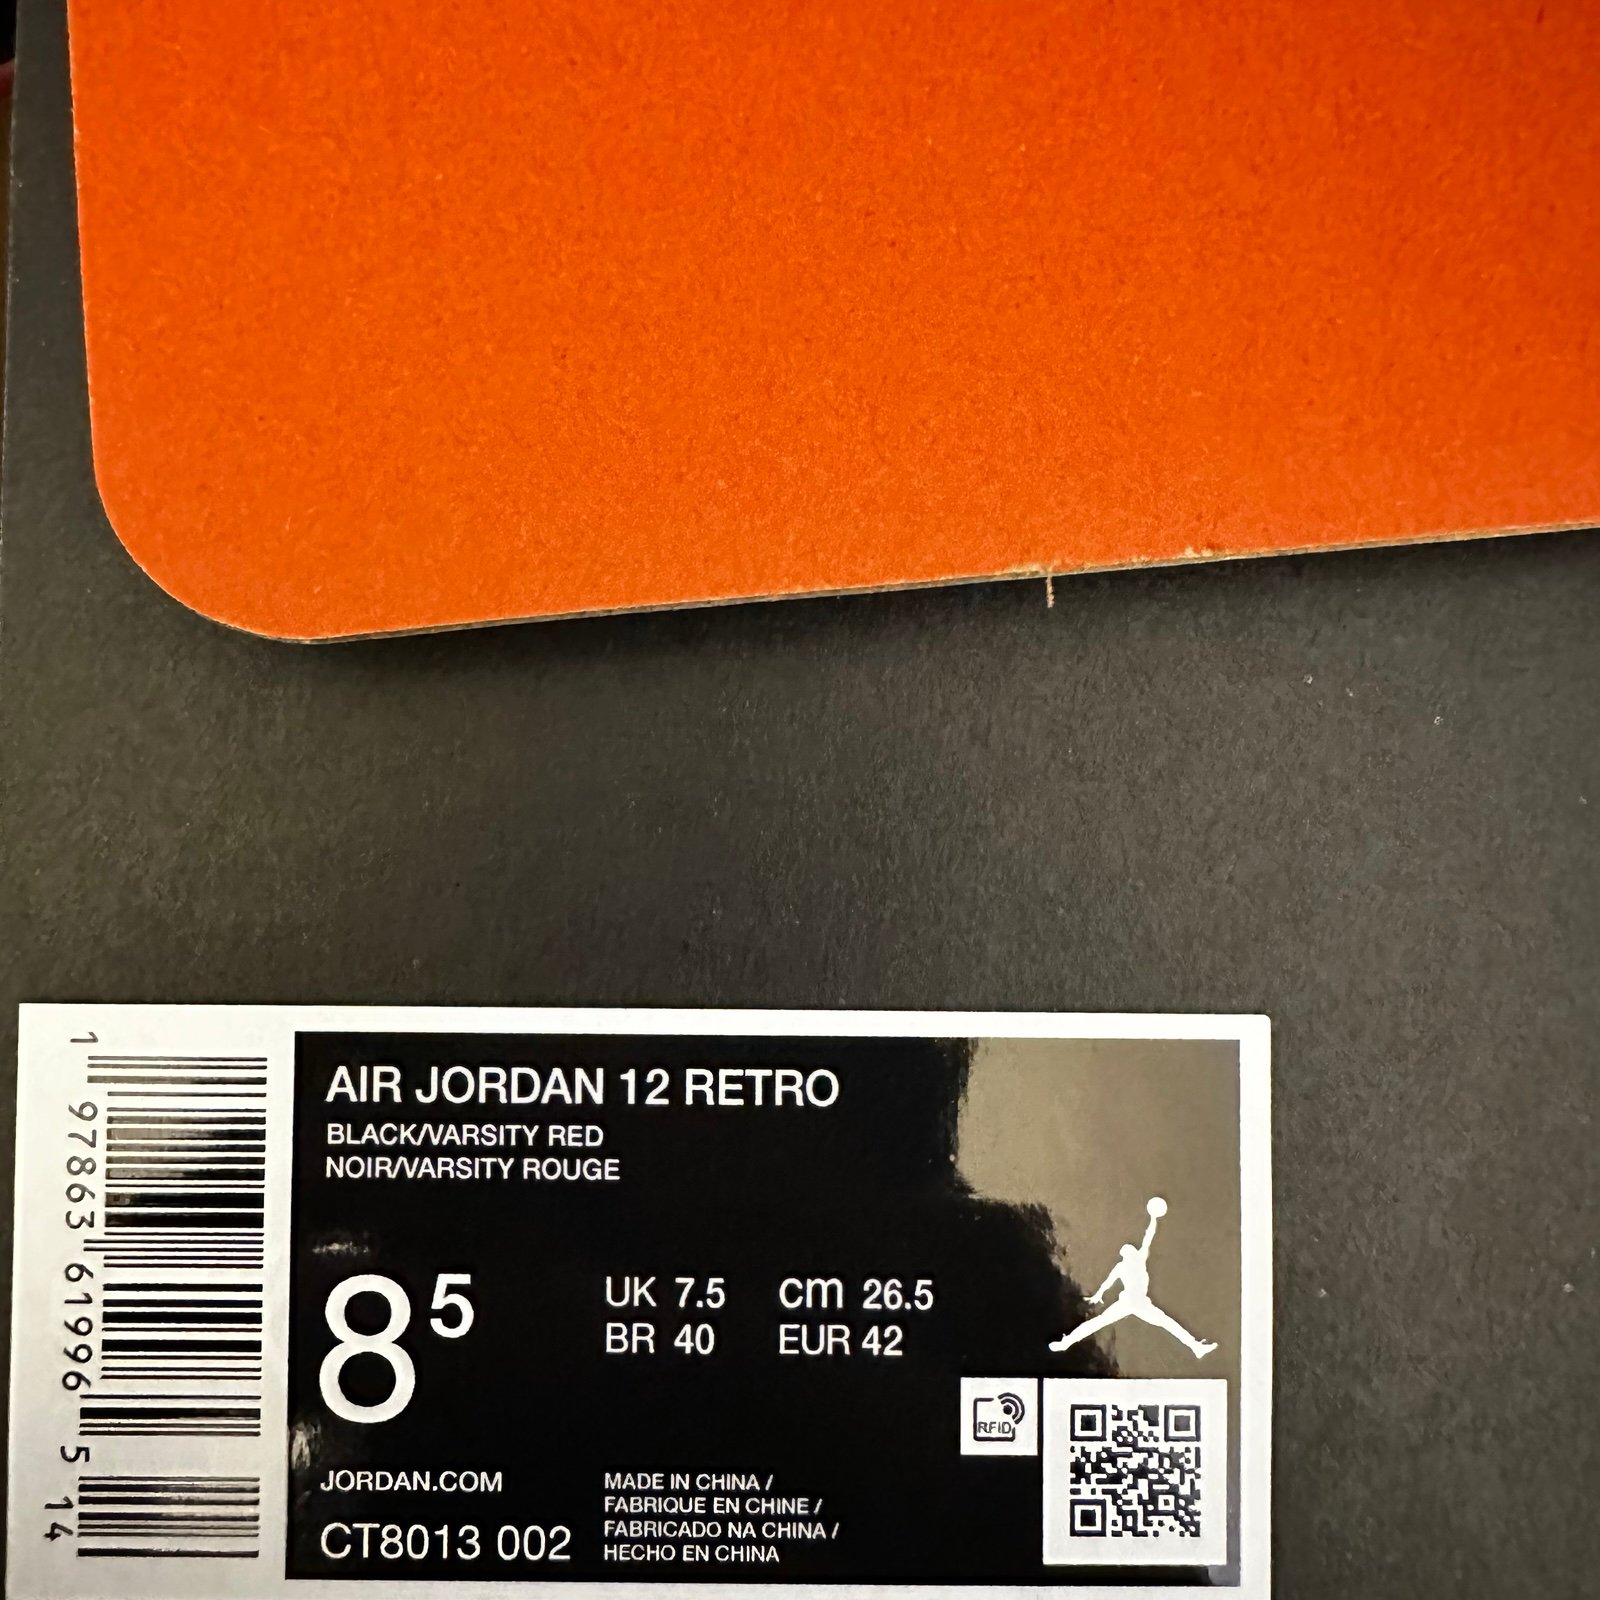 1 97863 61996 5 14
AIR JORDAN 12 RETRO
BLACK/VARSITY RED
NOIR/VARSITY ROUGE
8⁵
UK 7.5 cm 26.5
BR 40 EUR 42
RFID
JORDAN.COM
CT8013 002
MADE IN CHINA /
FABRIQUE EN CHINE /
FABRICADO NA CHINA /
HECHO EN CHINA